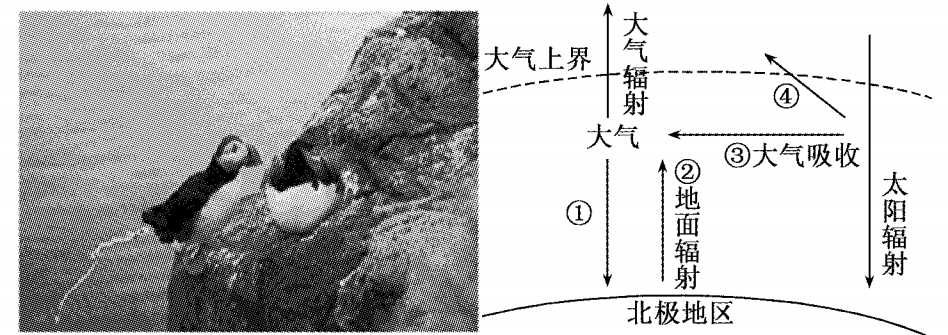 大气上界
大气辐射
大气
①
②地面辐射
③大气吸收
④
太阳辐射
北极地区